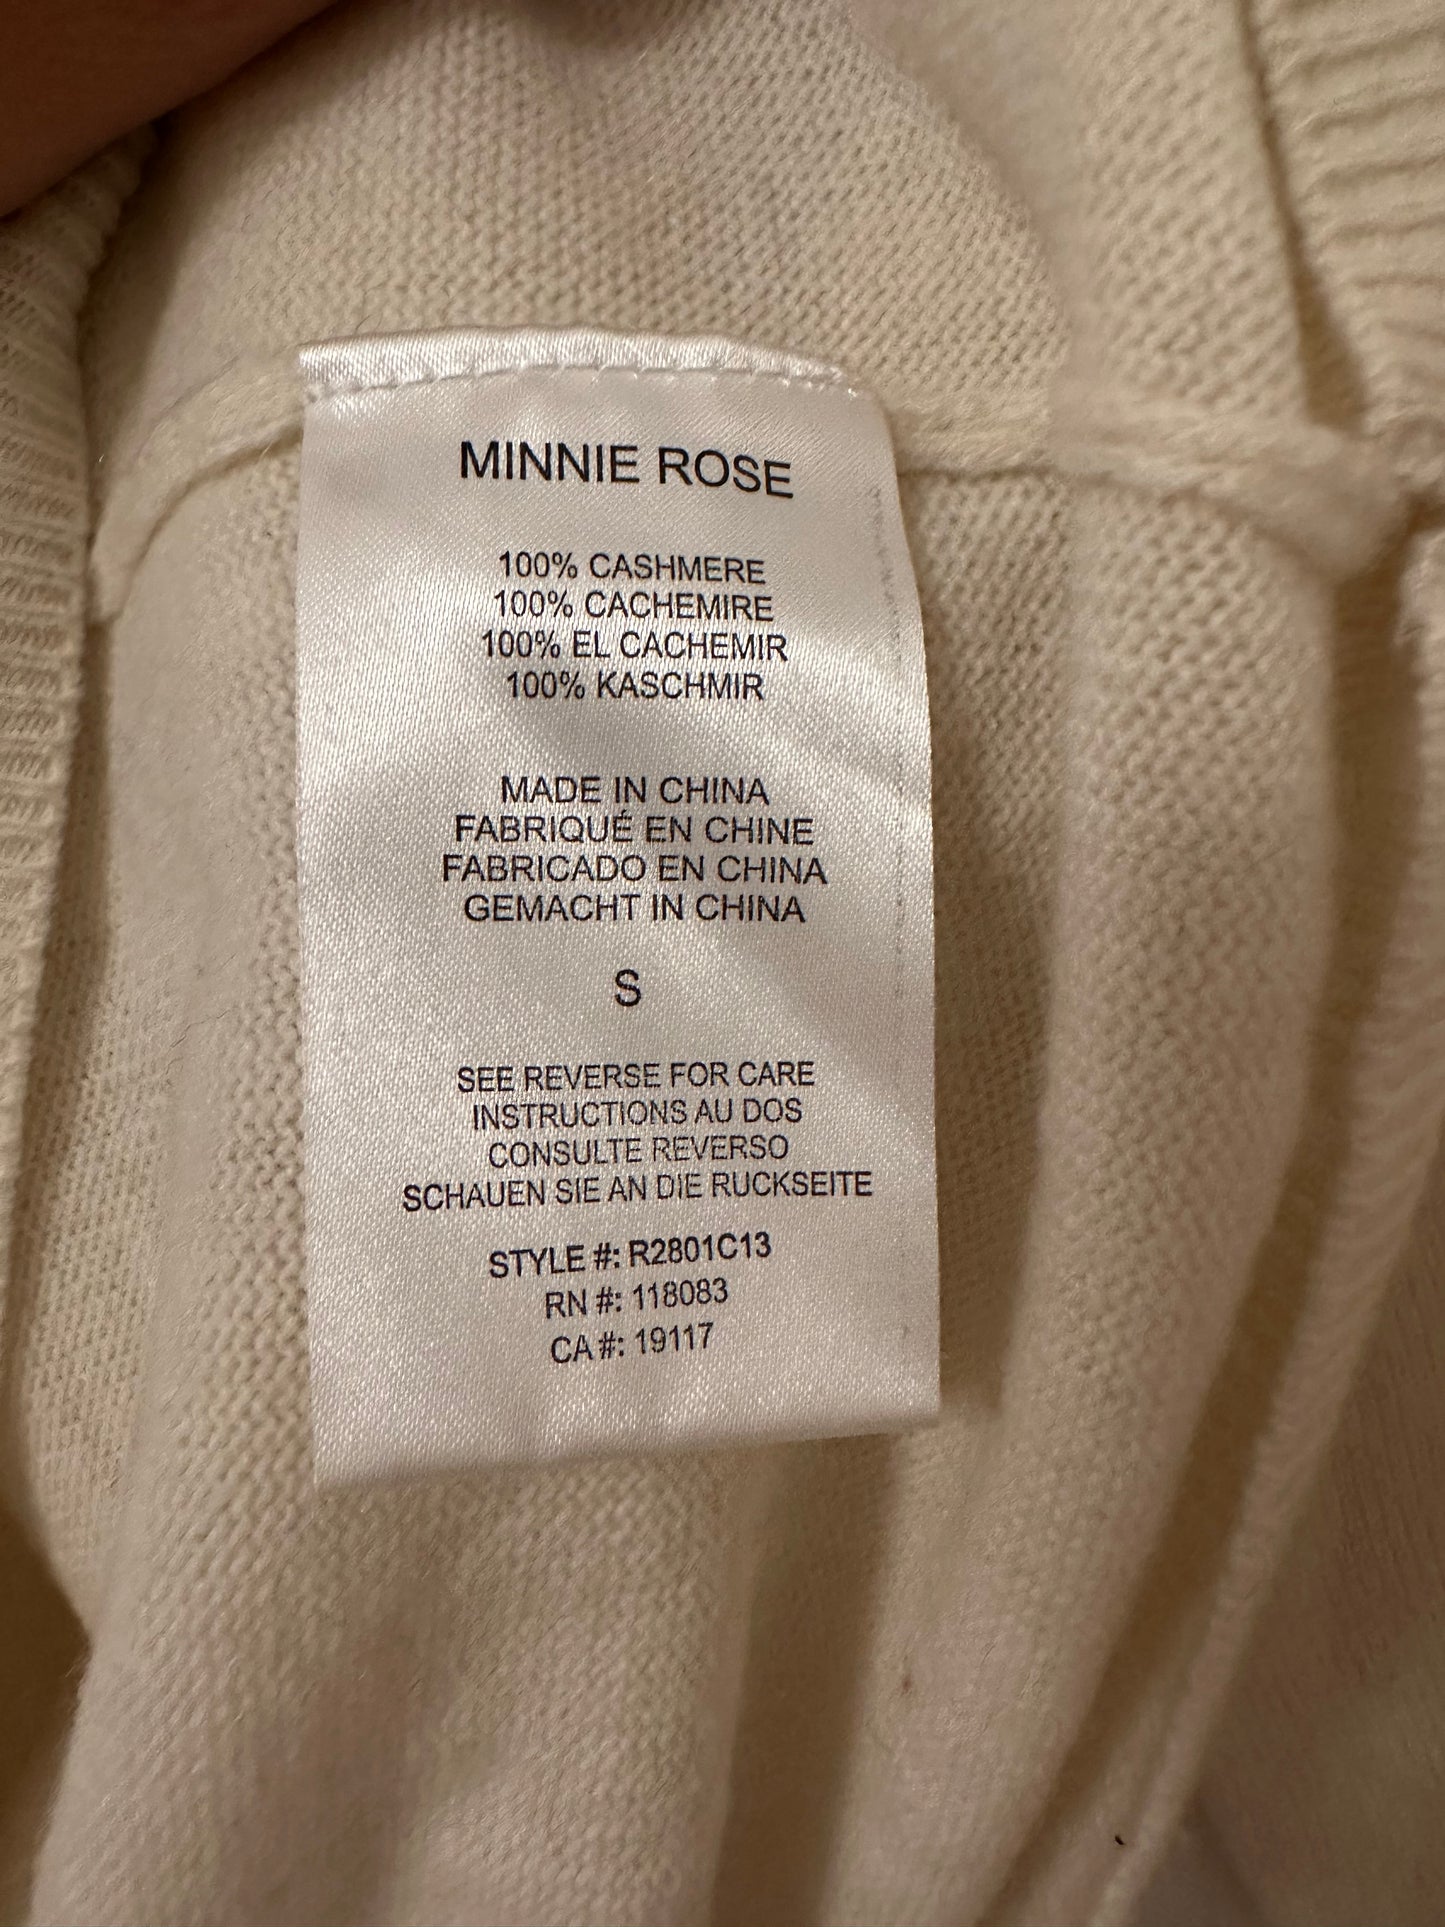 MINNIE ROSE
100% CASHMERE
100% CACHEMIRE
100% EL CACHEMIR
100% KASCHMIR
MADE IN CHINA
FABRIQUÉ EN CHINE
FABRICADO EN CHINA
GEMACHT IN CHINA
S
SEE REVERSE FOR CARE
INSTRUCTIONS AU DOS
CONSULTE REVERSO
SCHAUEN SIE AN DIE RUCKSEITE
STYLE #: R2801C13
RN #: 118083
CA #: 19117